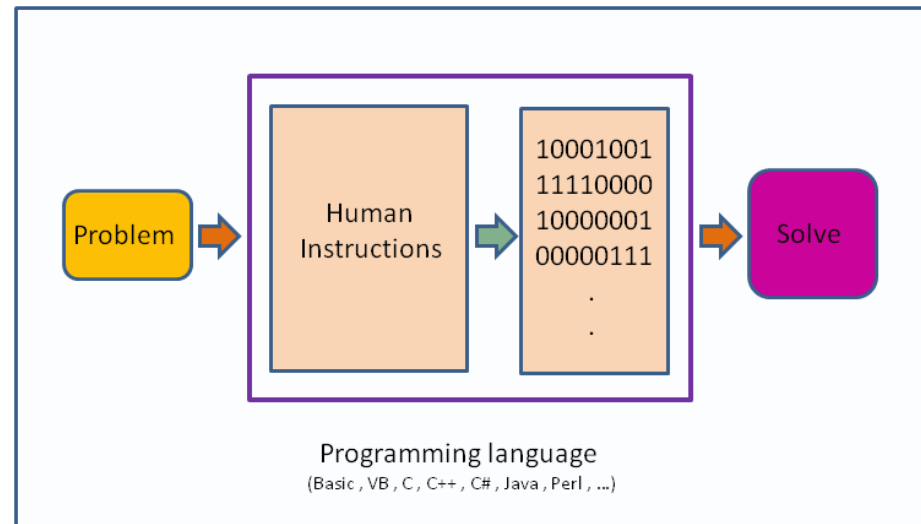 Problem
Human
Instructions
10001001
11110000
10000001
00000111
.
.
Solve
Programming language
(Basic , VB , C , C++ , C# , Java , Perl , ...)